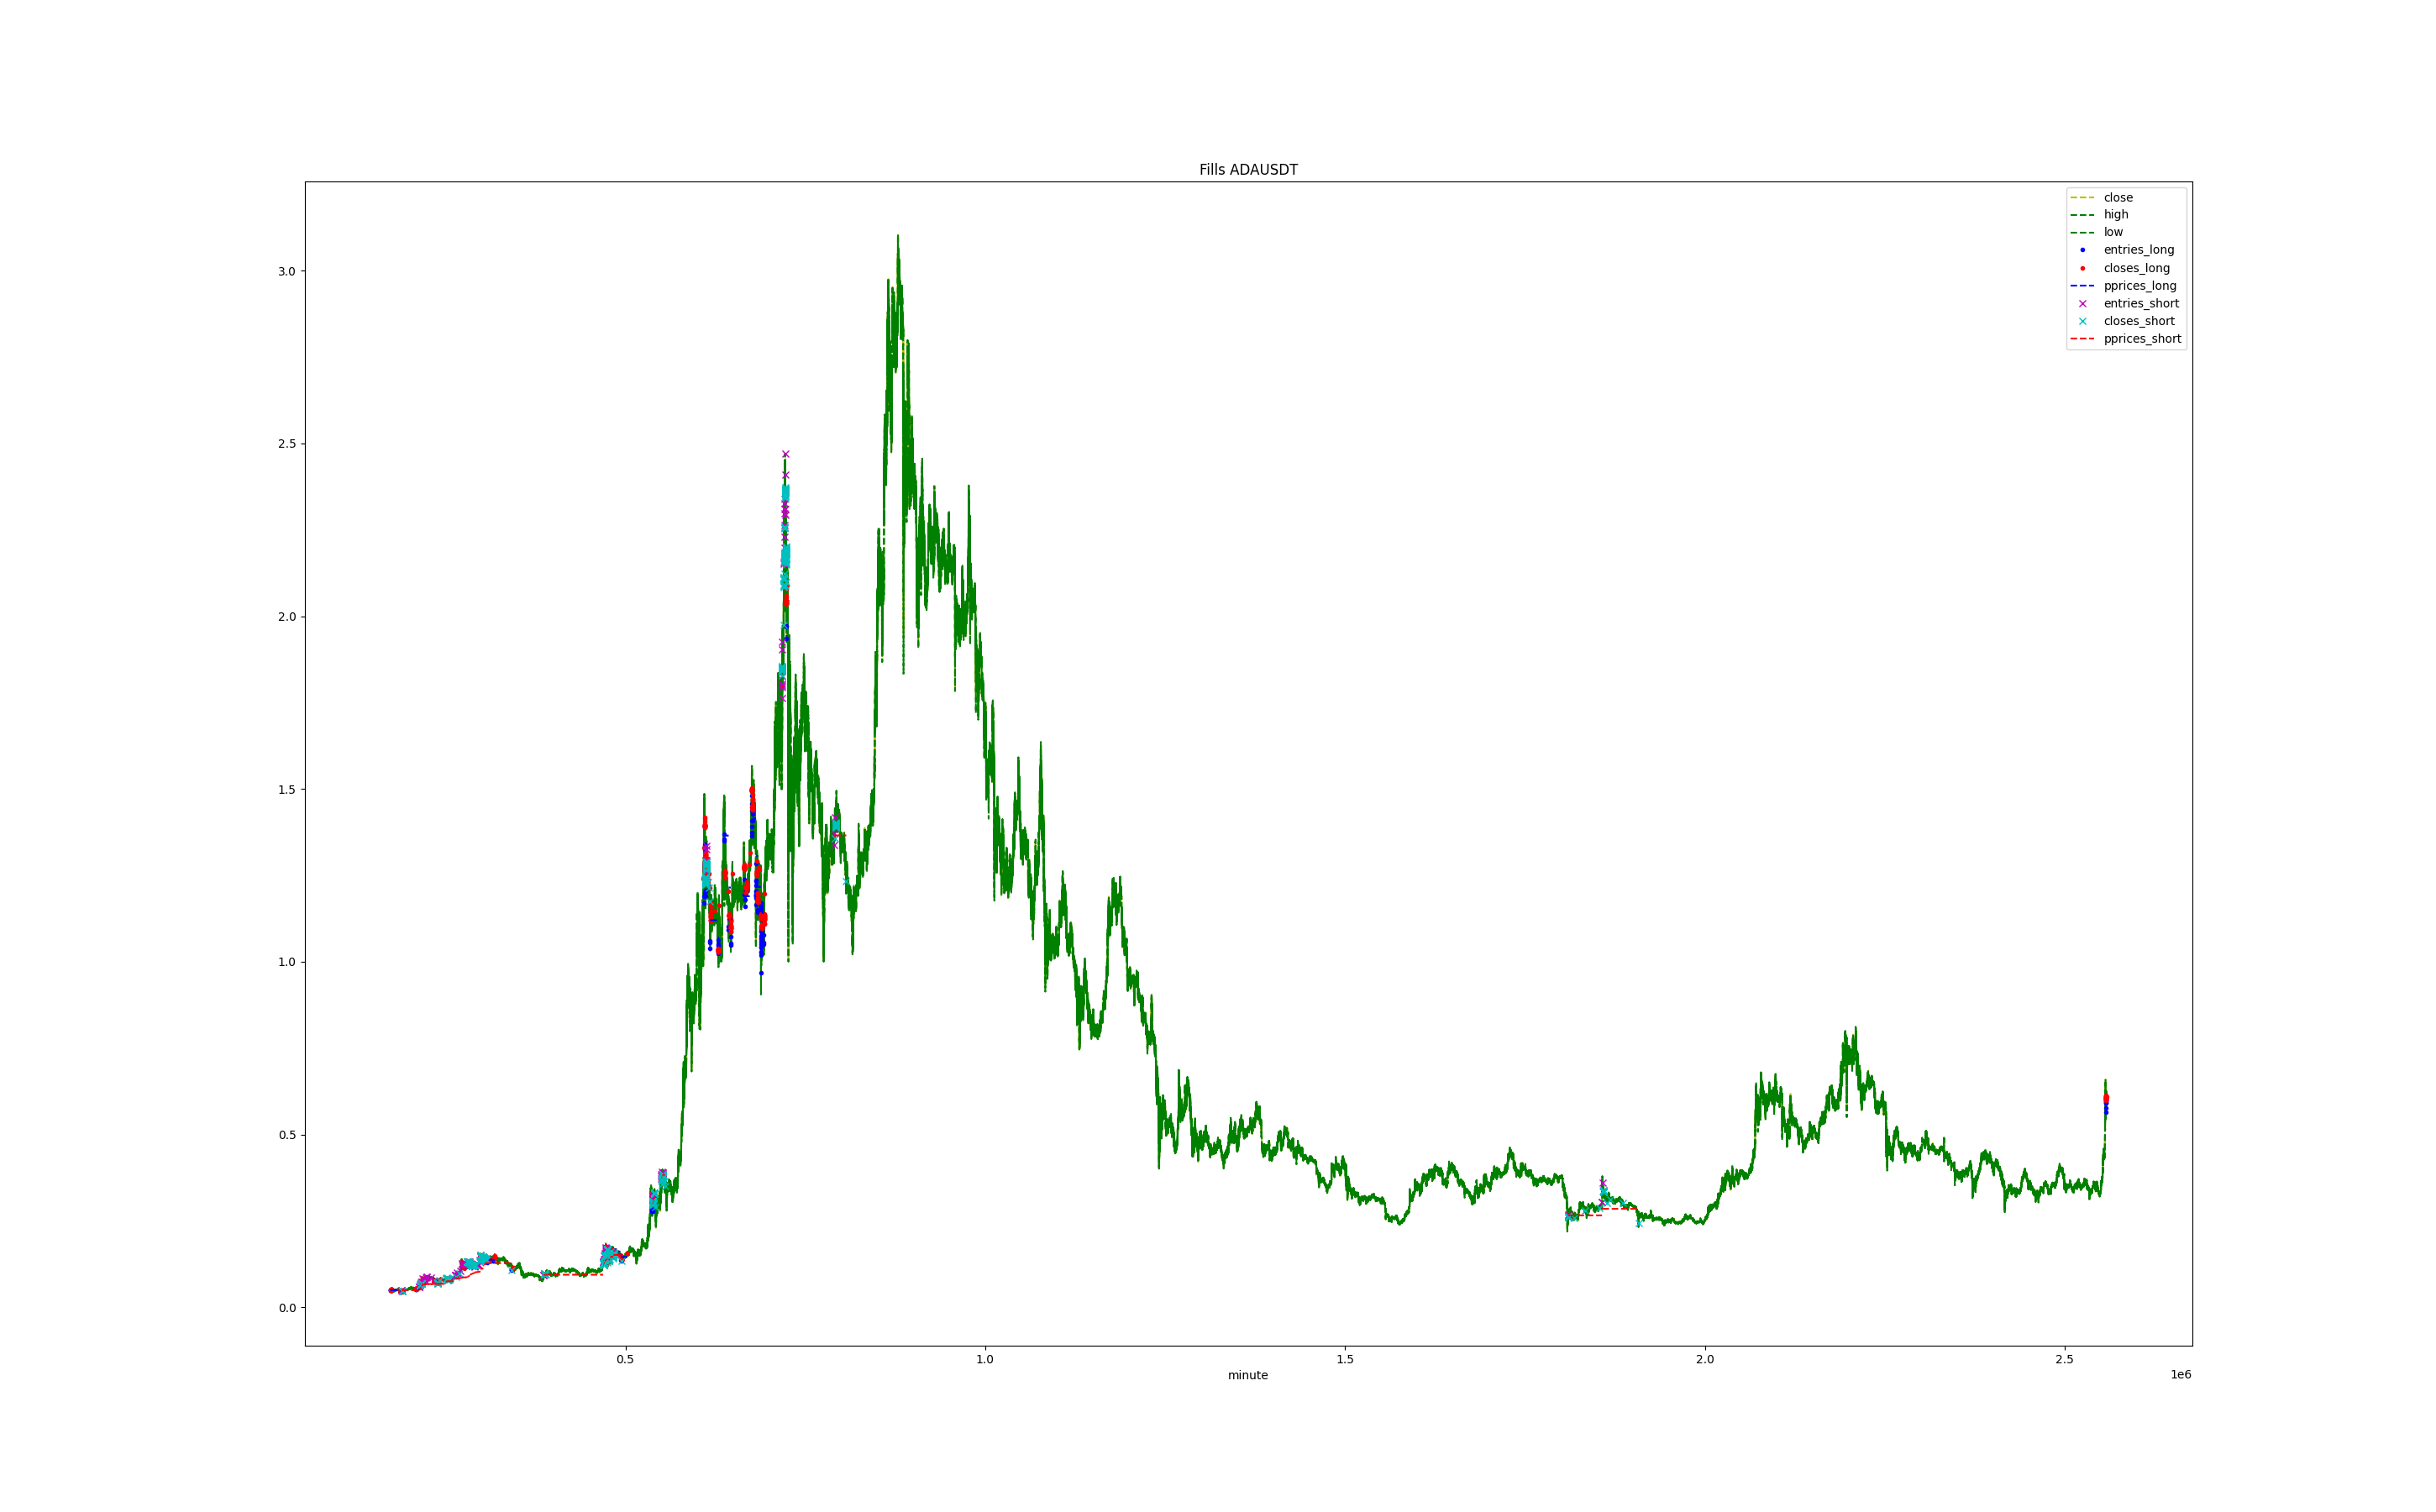 Fills ADAUSDT
close
high
low
entries_long
closes_long
pprices_long
entries_short
closes_short
pprices_short
3.0
2.5
2.0
1.5
1.0
0.5
0.0
0.5
1.0
1.5
2.0
2.5
minute
1e6